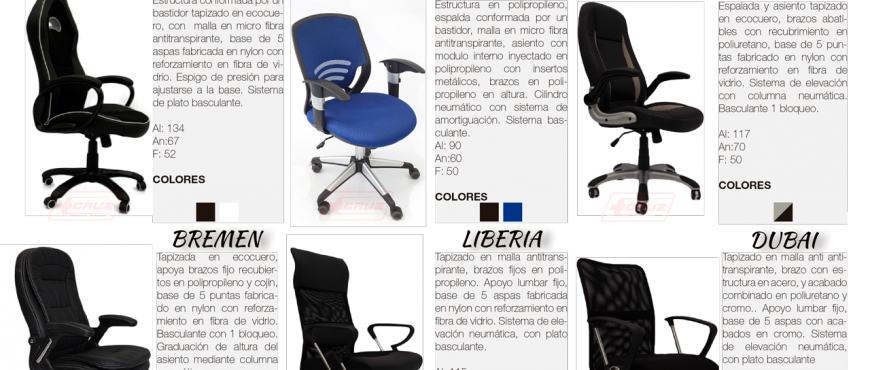 Estructura conformada por un
bastidor tapizado en ecocue-
ro, con malla en micro fibra
antitranspirante, base de 5
aspas fabricada en nylon con
reforzamiento en fibra de vi-
drio. Espigo de presión para
ajustarse a la base. Sistema
de plato basculante.
Al: 134
An:67
F: 52
COLORES
Estructura en polipropileno,
espalda conformada por un
bastidor, malla en micro fibra
antitranspirante, asiento con
modulo interno inyectado en
polipropileno con insertos
metálicos, brazos en poli-
propileno en altura. Cilindro
neumático con sistema de
amortiguación. Sistema bas-
culante.
Al: 90
An:60
F: 50
COLORES
Espalada y asiento tapizado
en ecocuero, brazos abati-
bles con recubrimiento en
poliuretano, base de 5 pun-
tas fabricado en nylon con
reforzamiento en fibra de
vidrio. Sistema de elevación
con columna neumática.
Basculante 1 bloqueo.
Al: 117
An:70
F: 50
COLORES
CRUZ
CRUZ
CRUZ
BREMEN
Tapizada en ecocuero,
apoya brazos fijo recubier-
tos en polipropileno y cojin,
base de 5 puntas fabrica-
do en nylon con reforza-
miento en fibra de vidrio.
Basculante con 1 bloqueo.
Graduación de altura del
asiento mediante columna
LIBERIA
Tapizado en malla antitrans-
pirante, brazos fijos en poli-
propileno. Apoyo lumbar fijo,
base de 5 aspas fabricada
en nylon con reforzamiento en
fibra de vidrio. Sistema de ele-
vación neumática, con plato
basculante.
DUBAI
Tapizado en malla anti anti-
transpirante, brazo con es-
tructura en acero, y acabado
combinado en poliuretano y
cromo.. Apoyo lumbar fijo,
base de 5 aspas con aca-
bados en cromo. Sistema
de elevación neumática,
con plato basculante